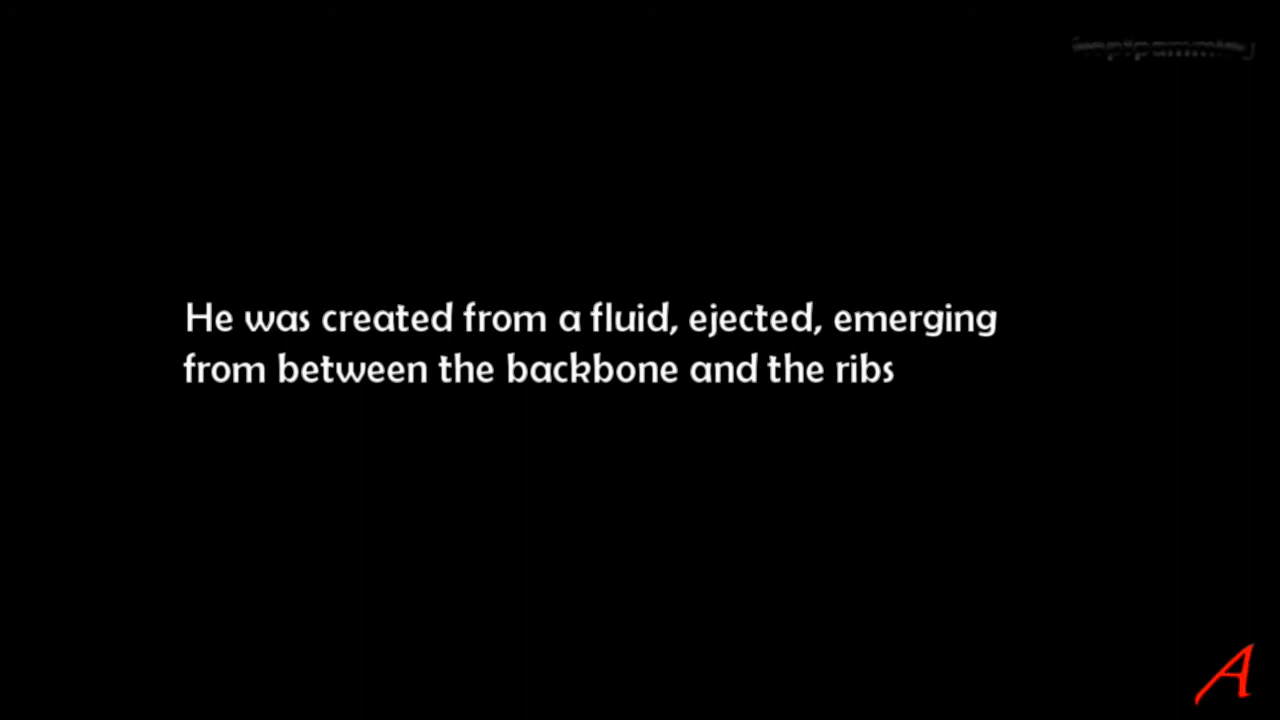 He was created from a fluid, ejected, emerging
from between the backbone and the ribs
A